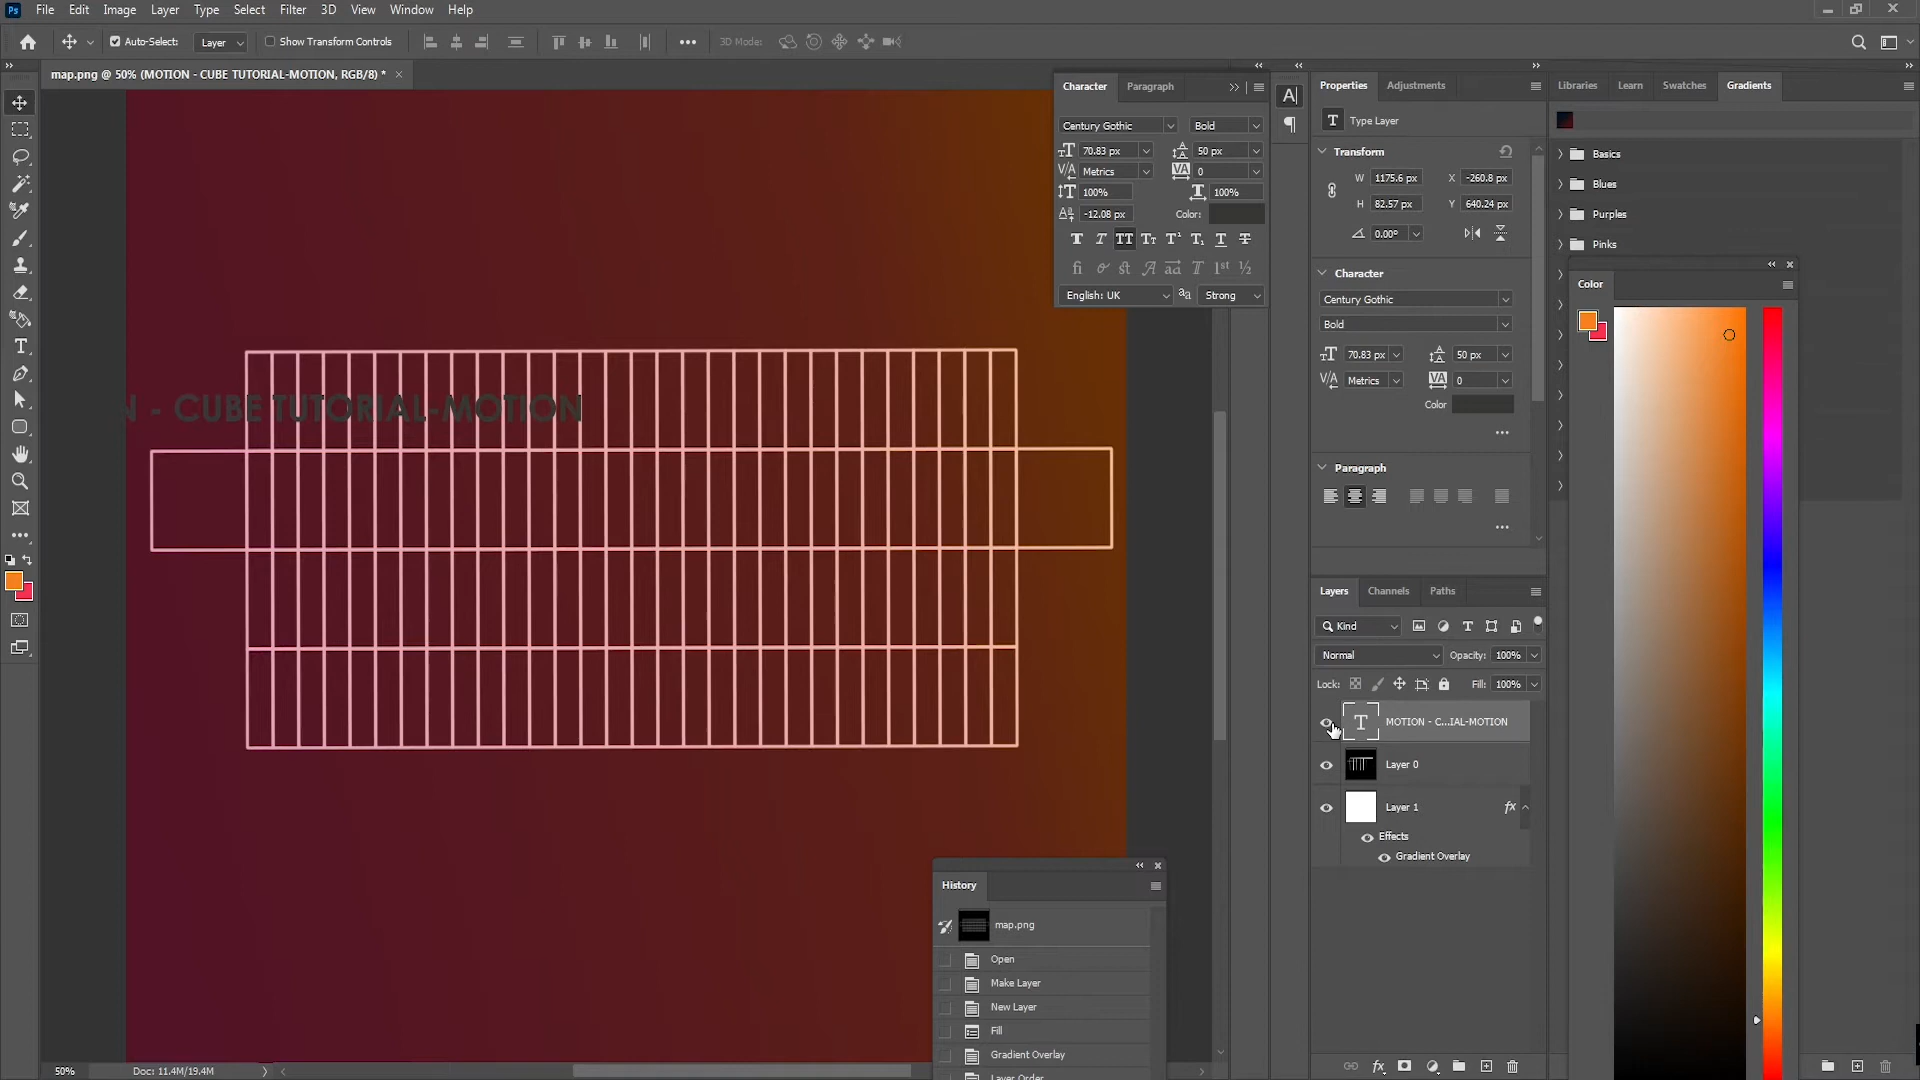 Ps File Edit Image Layer Type Select Filter 3D View Window Help
Auto-Select: Layer Show Transform Controls 3D Mode:
map.png @ 50% (MOTION - CUBE TUTORIAL-MOTION, RGB/8) *
Character Paragraph
Century Gothic Bold
70.83 px 50 px
Metrics 0
100% 100%
-12.08 px Color:
English: UK Strong
Properties Adjustments
Type Layer
Transform
W 1175.6 px X -260.8 px
H 82.57 px Y 640.24 px
0.00°
Character
Century Gothic
Bold
70.83 px 50 px
Metrics 0
Color
Paragraph
Libraries Learn Swatches Gradients
Basics
Blues
Purples
Pinks
Color
N - CUBE TUTORIAL-MOTION
Layers Channels Paths
Kind
Normal Opacity: 100%
Lock: Fill: 100%
MOTION - C...IAL-MOTION
Layer 0
Layer 1 fx
Effects
Gradient Overlay
History
map.png
Open
Make Layer
New Layer
Fill
Gradient Overlay
Layer Order
50% Doc: 11.4M/19.4M